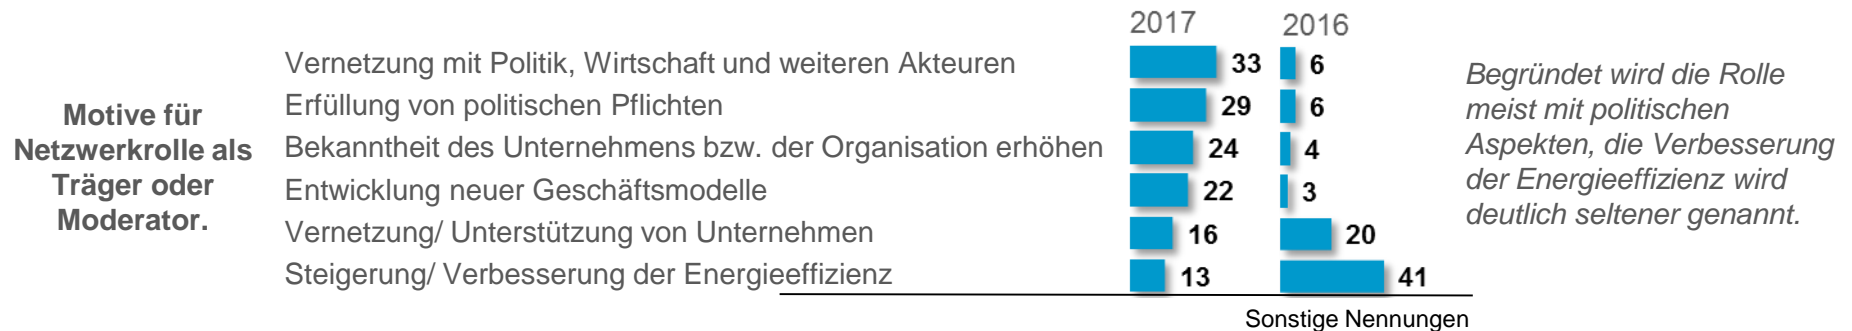 2017 2016
Motive für
Netzwerkrolle als
Träger oder
Moderator.
Vernetzung mit Politik, Wirtschaft und weiteren Akteuren 33 6
Erfüllung von politischen Pflichten 29 6
Bekanntheit des Unternehmens bzw. der Organisation erhöhen 24 4
Entwicklung neuer Geschäftsmodelle 22 3
Vernetzung/ Unterstützung von Unternehmen 16 20
Steigerung/ Verbesserung der Energieeffizienz 13 41
Begründet wird die Rolle
meist mit politischen
Aspekten, die Verbesserung
der Energieeffizienz wird
deutlich seltener genannt.
Sonstige Nennungen